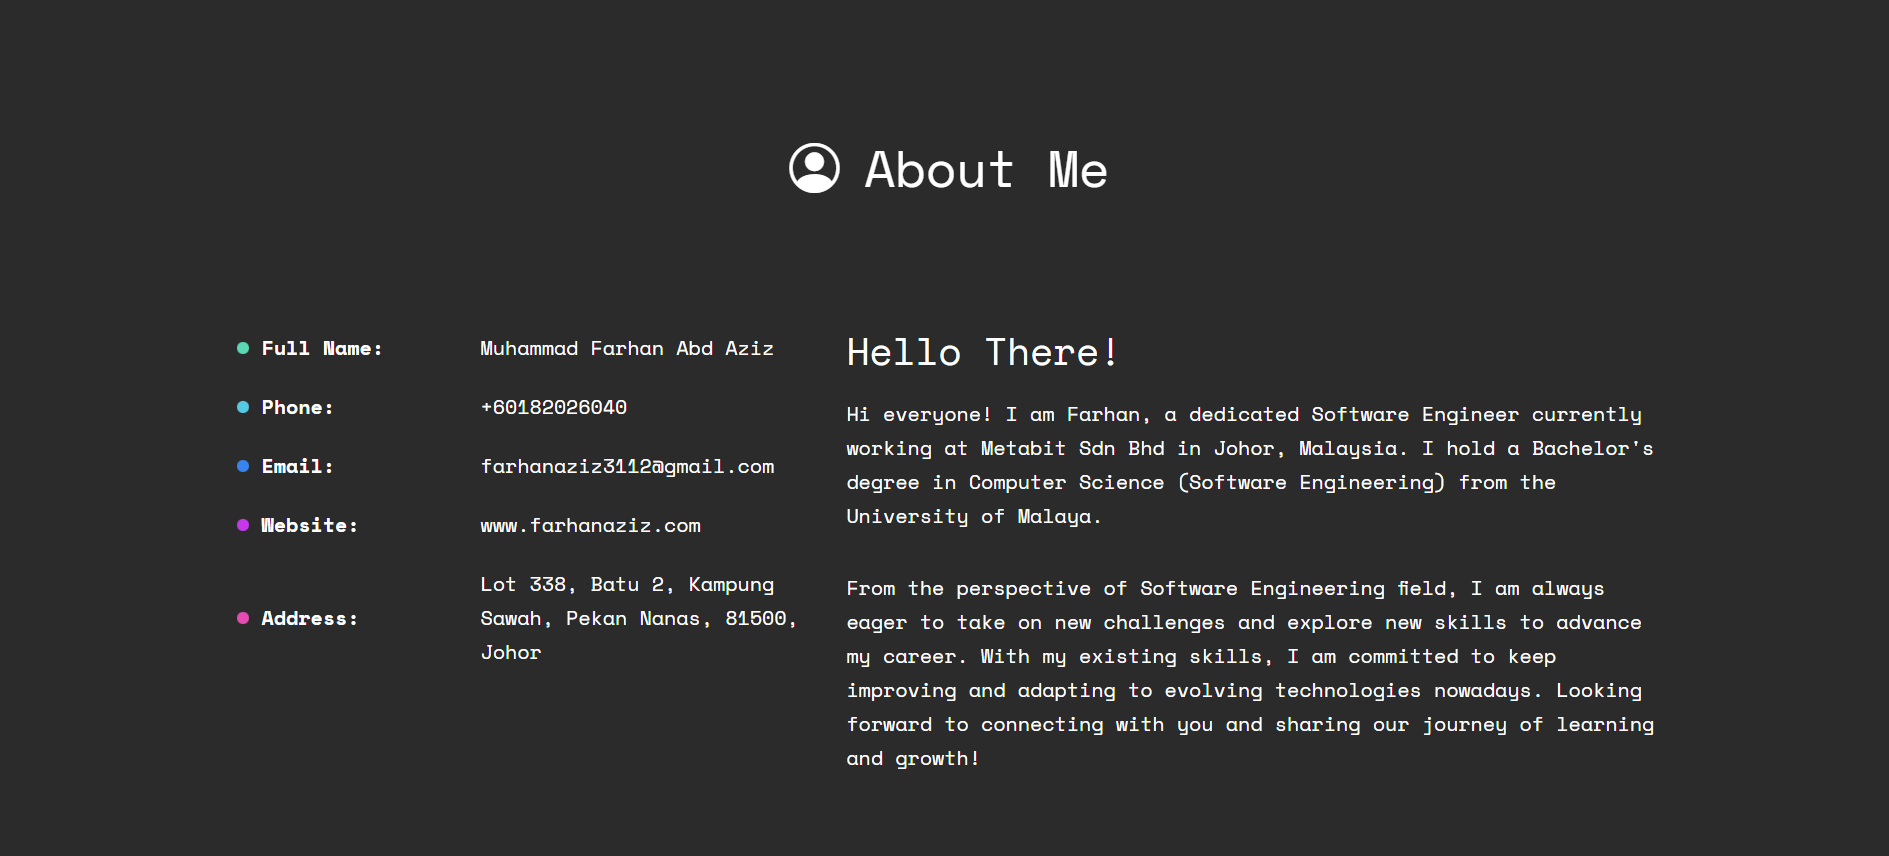 About Me
Full Name: Muhammad Farhan Abd Aziz
Phone: +60182026040
Email: farhanaziz3112@gmail.com
Website: www.farhanaziz.com
Address: Lot 338, Batu 2, Kampung
Sawah, Pekan Nanas, 81500,
Johor
Hello There!
Hi everyone! I am Farhan, a dedicated Software Engineer currently
working at Metabit Sdn Bhd in Johor, Malaysia. I hold a Bachelor's
degree in Computer Science (Software Engineering) from the
University of Malaya.
From the perspective of Software Engineering field, I am always
eager to take on new challenges and explore new skills to advance
my career. With my existing skills, I am committed to keep
improving and adapting to evolving technologies nowadays. Looking
forward to connecting with you and sharing our journey of learning
and growth!